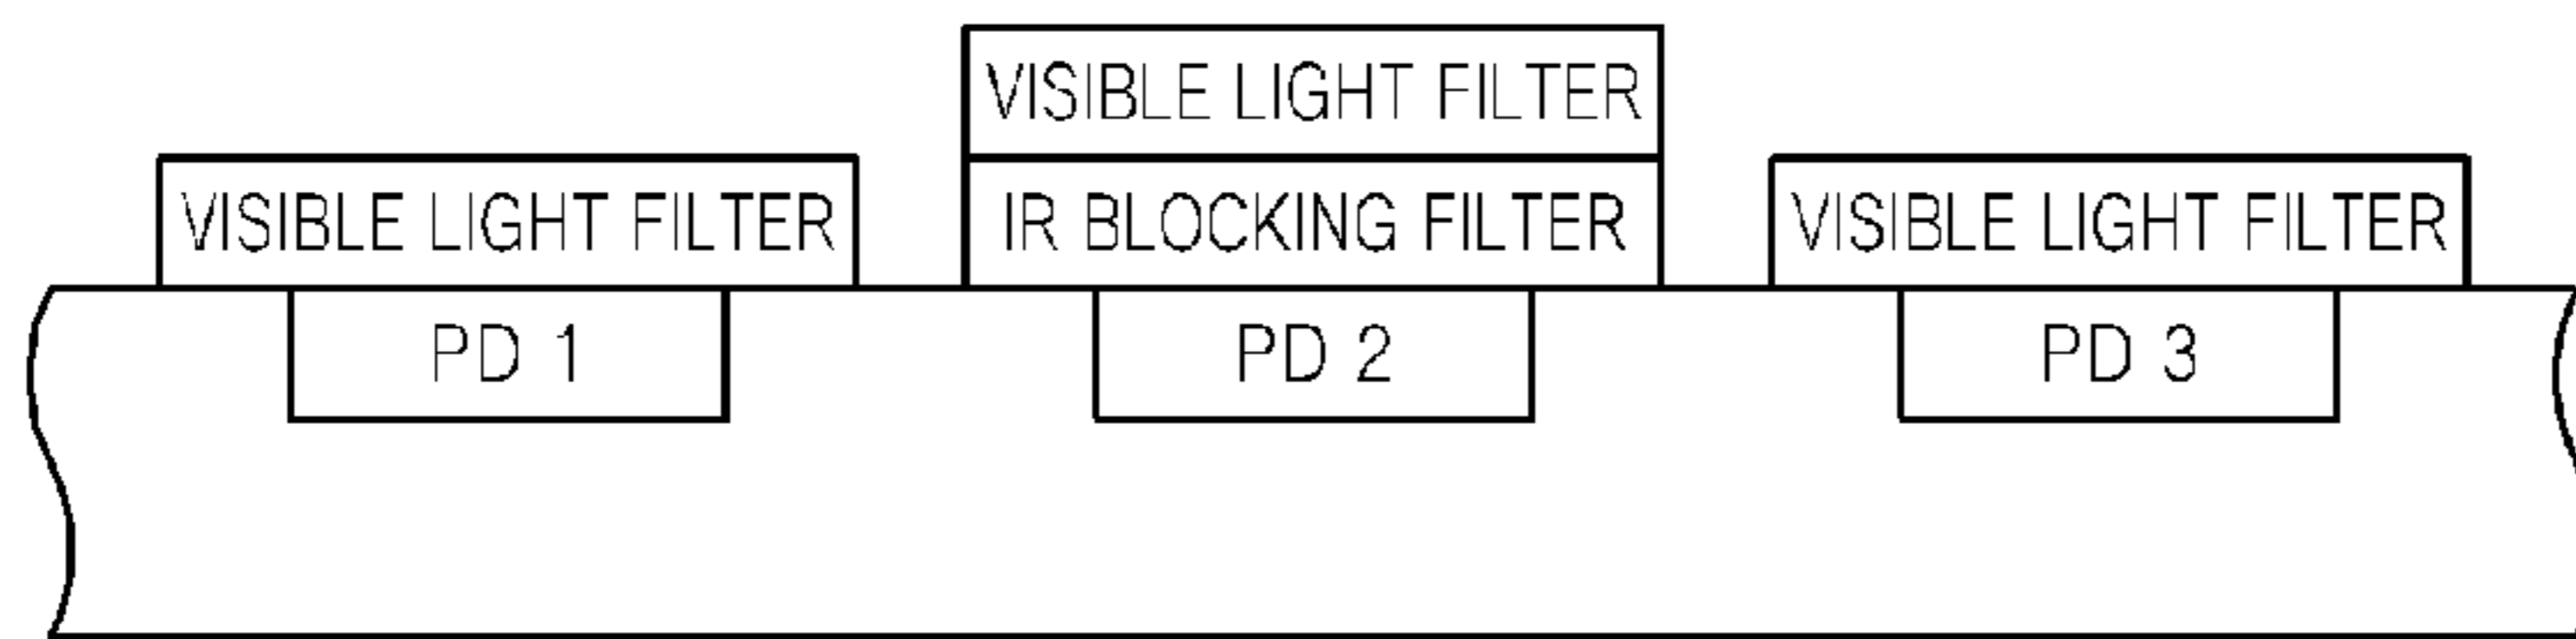 VISIBLE LIGHT FILTER
VISIBLE LIGHT FILTER
IR BLOCKING FILTER
VISIBLE LIGHT FILTER
PD 1
PD 2
PD 3